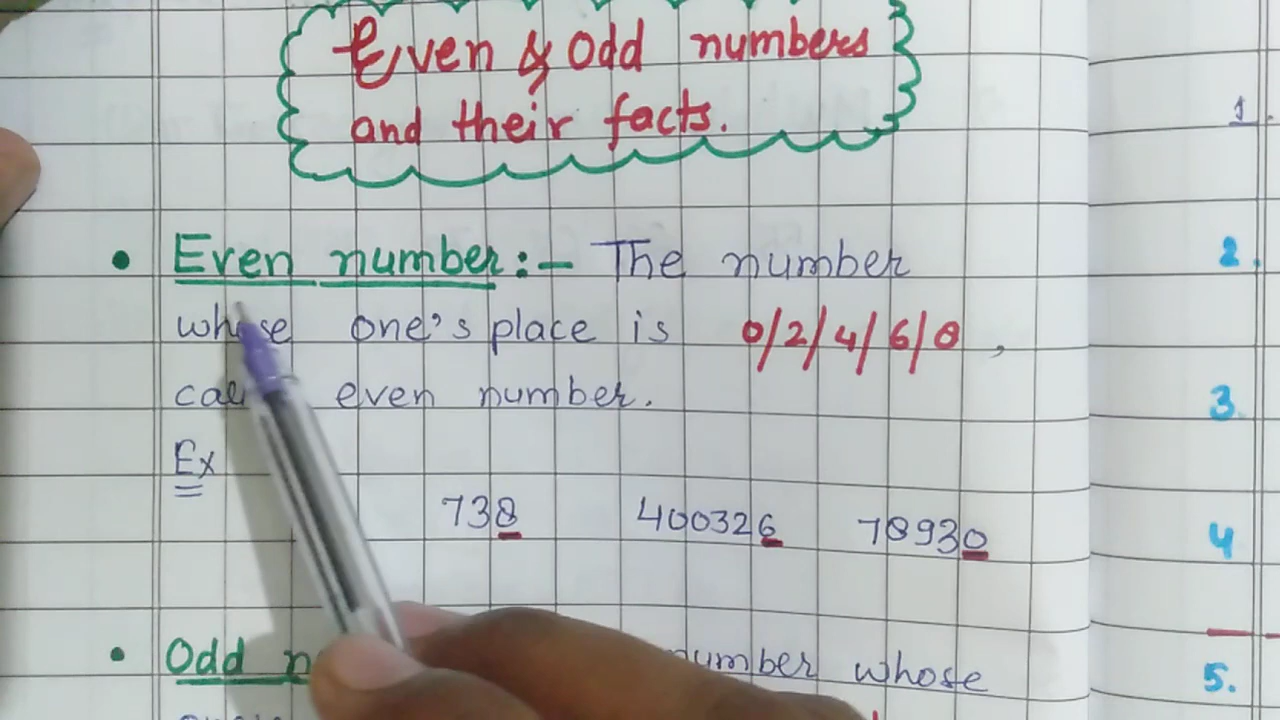 Even & Odd numbers
and their facts.
• Even number:- The number
whose one's place is 0/2/4/6/8 ,
call even number.
Ex
738 400326 78930
• Odd n number whose
1.
2.
3.
4
5.